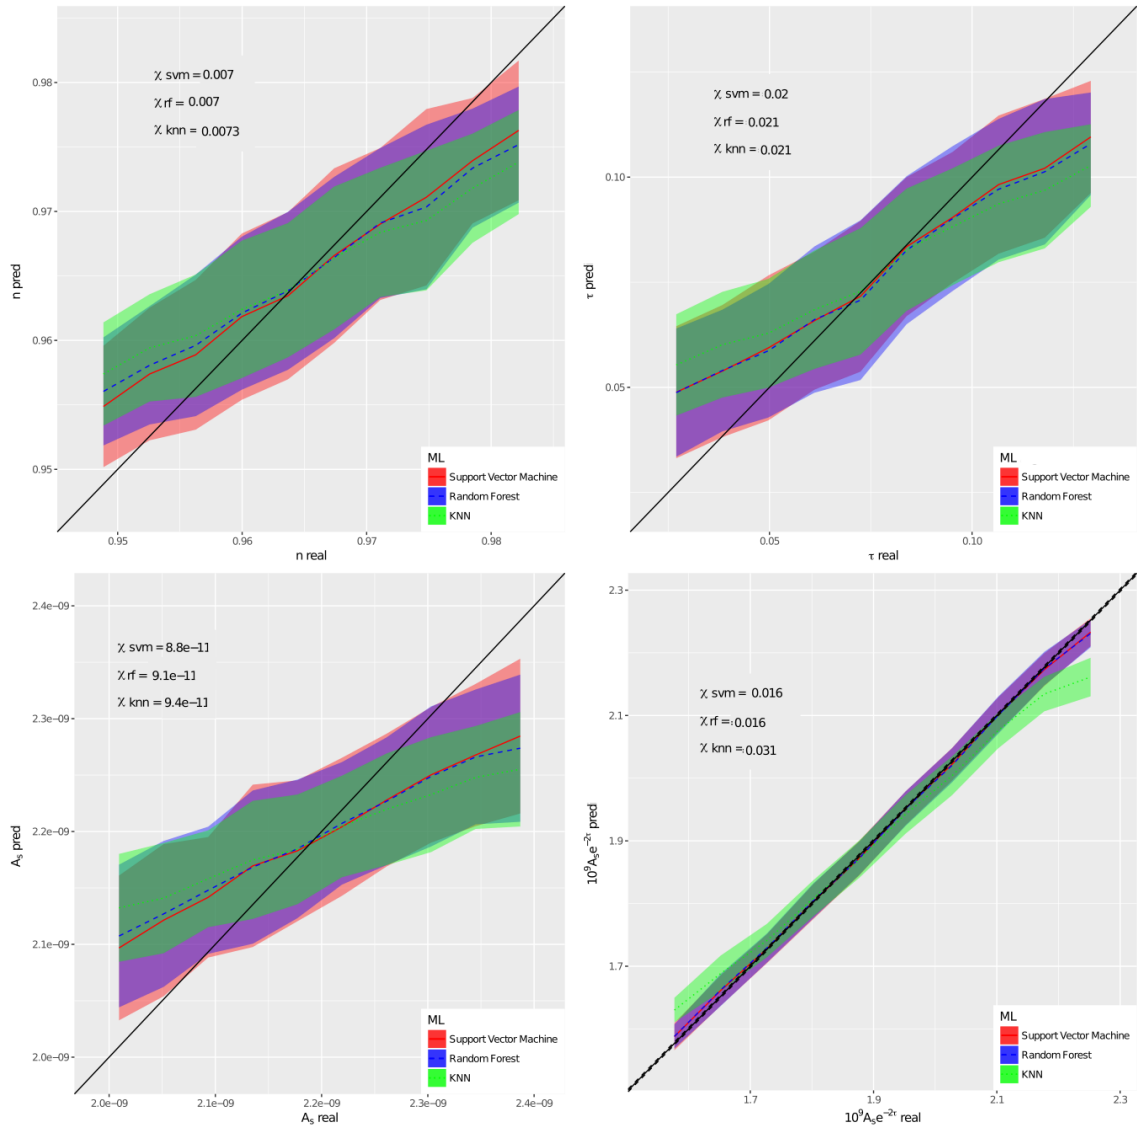 χ svm = 0.007
χ rf = 0.007
χ knn = 0.0073
0.98
0.97
0.96
0.95
n pred
ML
Support Vector Machine
Random Forest
KNN
0.95 0.96 0.97 0.98
n real
χ svm = 0.02
χ rf = 0.021
χ knn = 0.021
0.10
0.05
τ pred
ML
Support Vector Machine
Random Forest
KNN
0.05 0.10
τ real
2.4e−09
2.3e−09
2.2e−09
2.1e−09
2.0e−09
χ svm = 8.8e−11
χ rf = 9.1e−11
χ knn = 9.4e−11
Aₛ pred
ML
Support Vector Machine
Random Forest
KNN
2.0e−09 2.1e−09 2.2e−09 2.3e−09 2.4e−09
Aₛ real
2.3
2.1
1.9
1.7
χ svm = 0.016
χ rf = 0.016
χ knn = 0.031
10⁹Aₛe⁻²ᵗ pred
ML
Support Vector Machine
Random Forest
KNN
1.7 1.9 2.1 2.3
10⁹Aₛe⁻²ᵗ real